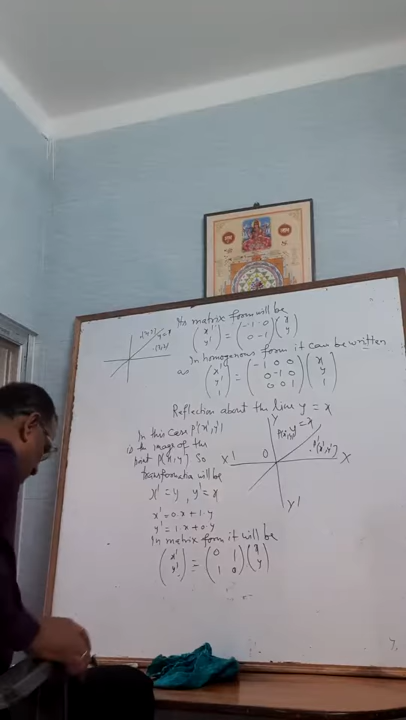 Its matrix form will be
(x' y') = (-1 0 0 -1) (x y)
In homogenous form it can be written
as (x' y' 1) = (-1 0 0 0 -1 0 0 0 1) (x y 1)
Reflection about the line y = x
In this case P'(x',y')
is the image of the
point P(x,y) So
transformation will be
x' = y, y' = x
x' = 0.x + 1.y
y' = 1.x + 0.y
In matrix form it will be
(x' y') = (0 1 1 0) (x y)
Y
y = x
P(x,y)
P'(x',y')
X' 0 X
Y'